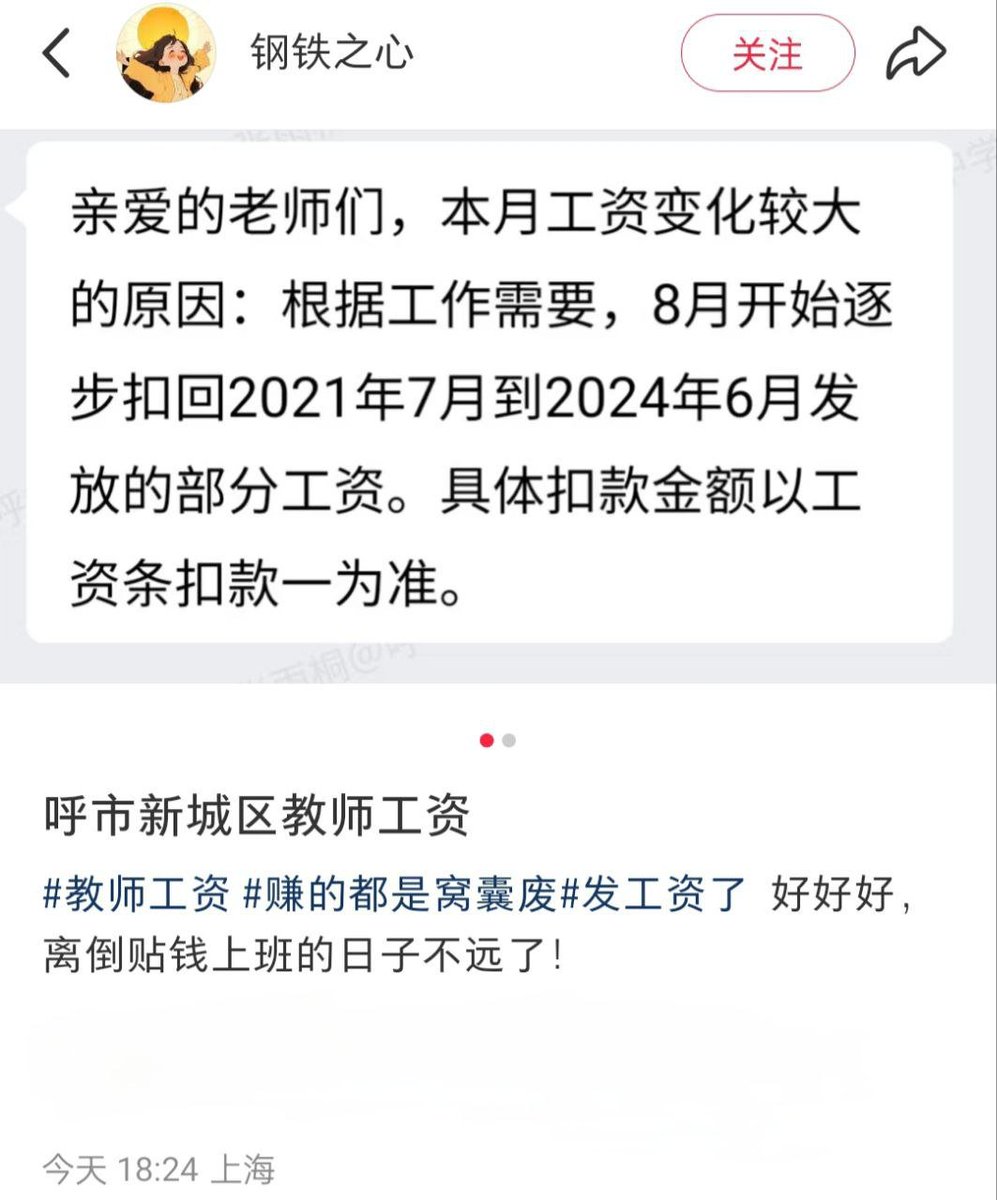 钢铁之心
关注
亲爱的老师们，本月工资变化较大
的原因：根据工作需要，8月开始逐
步扣回2021年7月到2024年6月发
放的部分工资。具体扣款金额以工
资条扣款一为准。
呼市新城区教师工资
#教师工资 #赚的都是窝囊废#发工资了 好好好，
离倒贴钱上班的日子不远了！
今天 18:24 上海